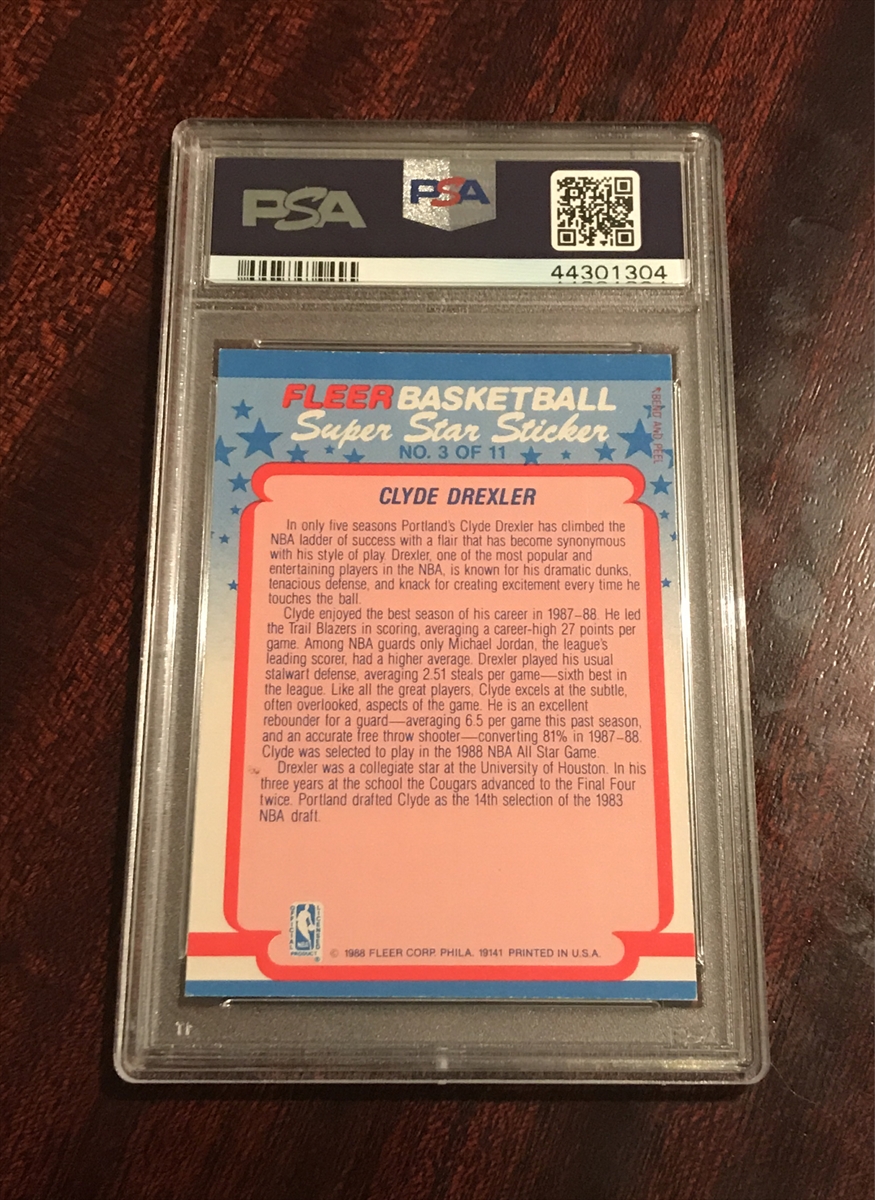 PSA
PSA
44301304
FLEER BASKETBALL
Super Star Sticker
NO. 3 OF 11
BEND AND PEEL
CLYDE DREXLER
In only five seasons Portland's Clyde Drexler has climbed the
NBA ladder of success with a flair that has become synonymous
with his style of play. Drexler, one of the most popular and
entertaining players in the NBA, is known for his dramatic dunks,
tenacious defense, and knack for creating excitement every time he
touches the ball.
Clyde enjoyed the best season of his career in 1987–88. He led
the Trail Blazers in scoring, averaging a career-high 27 points per
game. Among NBA guards only Michael Jordan, the league's
leading scorer, had a higher average. Drexler played his usual
stalwart defense, averaging 2.51 steals per game—sixth best in
the league. Like all the great players, Clyde excels at the subtle,
often overlooked, aspects of the game. He is an excellent
rebounder for a guard—averaging 6.5 per game this past season,
and an accurate free throw shooter—converting 81% in 1987–88.
Clyde was selected to play in the 1988 NBA All Star Game.
Drexler was a collegiate star at the University of Houston. In his
three years at the school the Cougars advanced to the Final Four
twice. Portland drafted Clyde as the 14th selection of the 1983
NBA draft.
OFFICIAL
LICENSED
NBA
PRODUCT
®
© 1988 FLEER CORP. PHILA. 19141 PRINTED IN U.S.A.